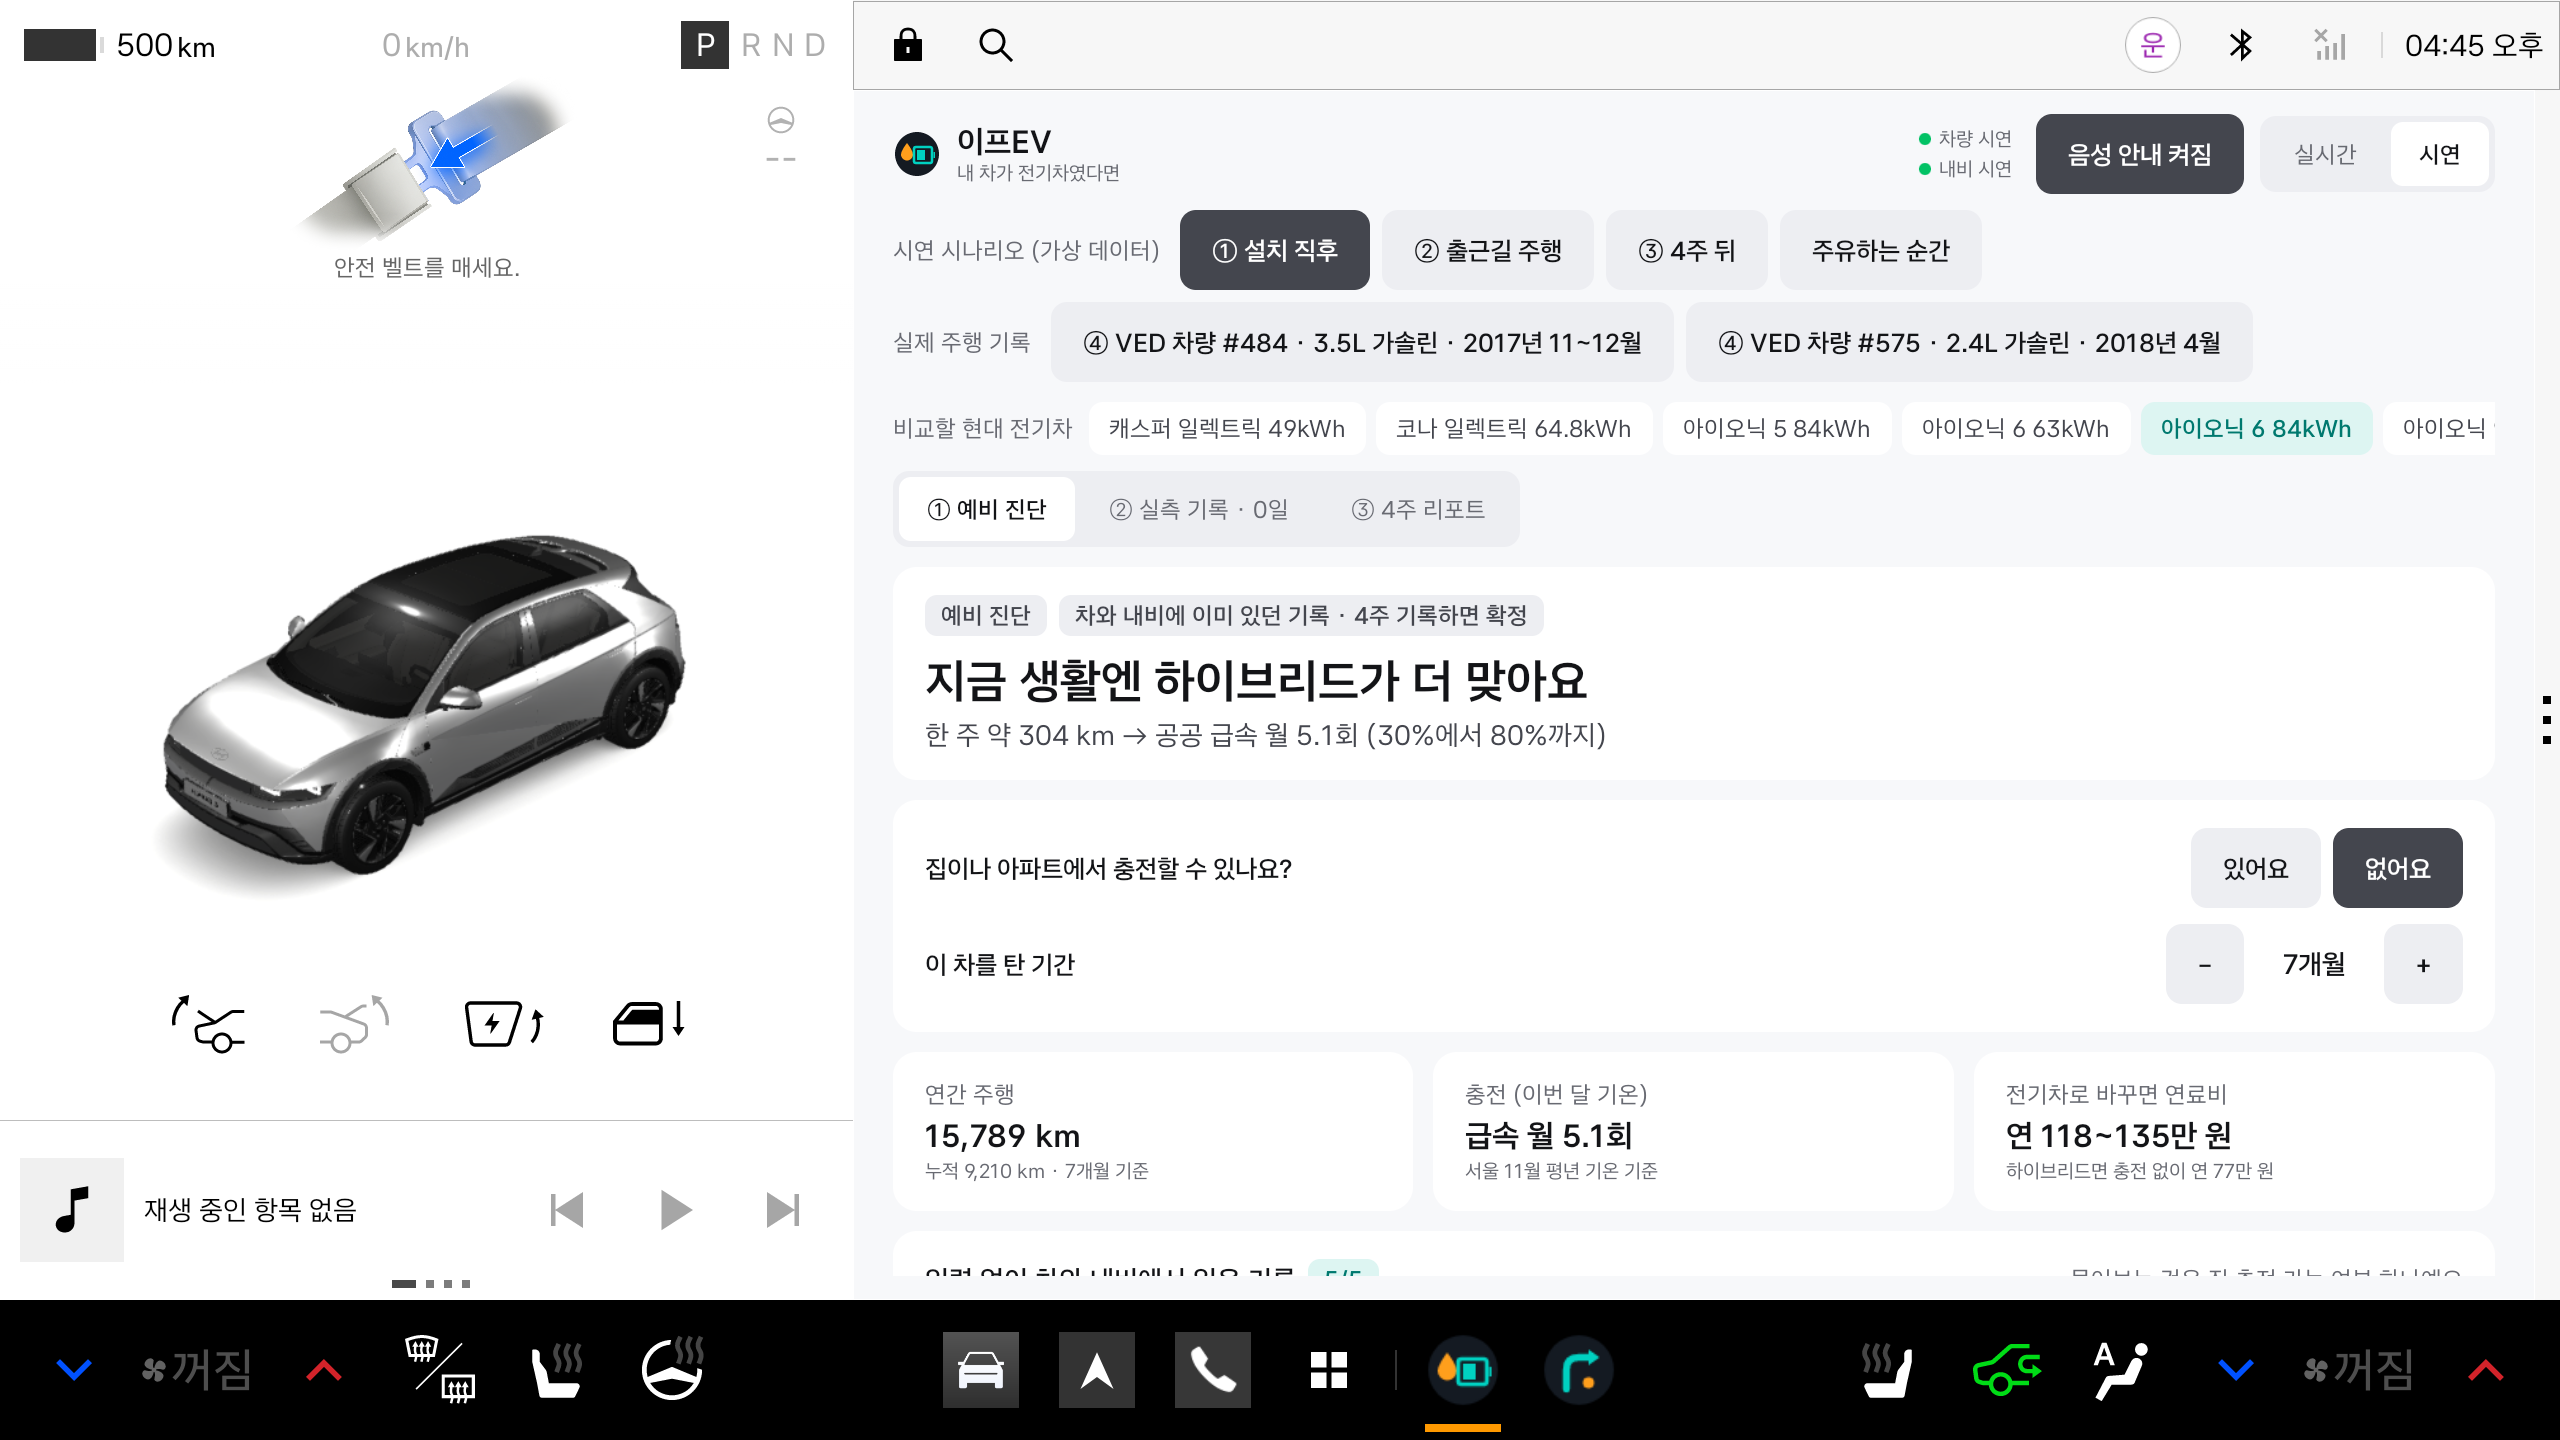 500 km
0 km/h
P R N D
운
04:45 오후
안전 벨트를 매세요.
이프EV
내 차가 전기차였다면
차량 시연
내비 시연
음성 안내 켜짐
실시간
시연
시연 시나리오 (가상 데이터)
① 설치 직후
② 출근길 주행
③ 4주 뒤
주유하는 순간
실제 주행 기록
④ VED 차량 #484 · 3.5L 가솔린 · 2017년 11~12월
④ VED 차량 #575 · 2.4L 가솔린 · 2018년 4월
비교할 현대 전기차
캐스퍼 일렉트릭 49kWh
코나 일렉트릭 64.8kWh
아이오닉 5 84kWh
아이오닉 6 63kWh
아이오닉 6 84kWh
아이오닉
① 예비 진단
② 실측 기록 · 0일
③ 4주 리포트
예비 진단
차와 내비에 이미 있던 기록 · 4주 기록하면 확정
지금 생활엔 하이브리드가 더 맞아요
한 주 약 304 km → 공공 급속 월 5.1회 (30%에서 80%까지)
집이나 아파트에서 충전할 수 있나요?
있어요
없어요
이 차를 탄 기간
−
7개월
+
연간 주행
15,789 km
누적 9,210 km · 7개월 기준
충전 (이번 달 기온)
급속 월 5.1회
서울 11월 평년 기온 기준
전기차로 바꾸면 연료비
연 118~135만 원
하이브리드면 충전 없이 연 77만 원
재생 중인 항목 없음
꺼짐
A
꺼짐